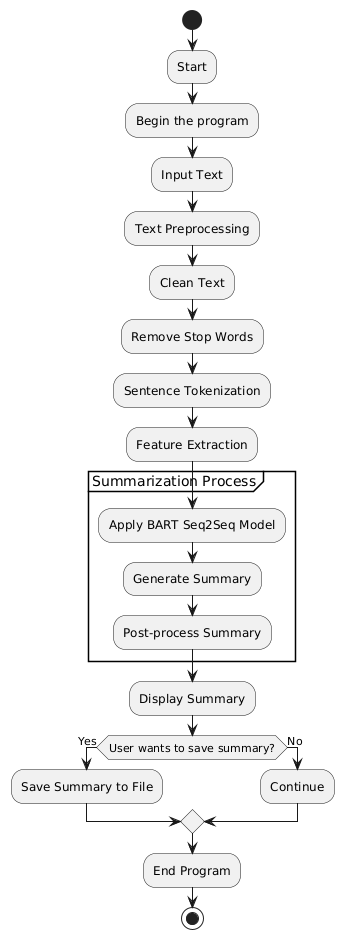 Start
Begin the program
Input Text
Text Preprocessing
Clean Text
Remove Stop Words
Sentence Tokenization
Feature Extraction
Summarization Process
Apply BART Seq2Seq Model
Generate Summary
Post-process Summary
Display Summary
Yes
User wants to save summary?
No
Save Summary to File
Continue
End Program